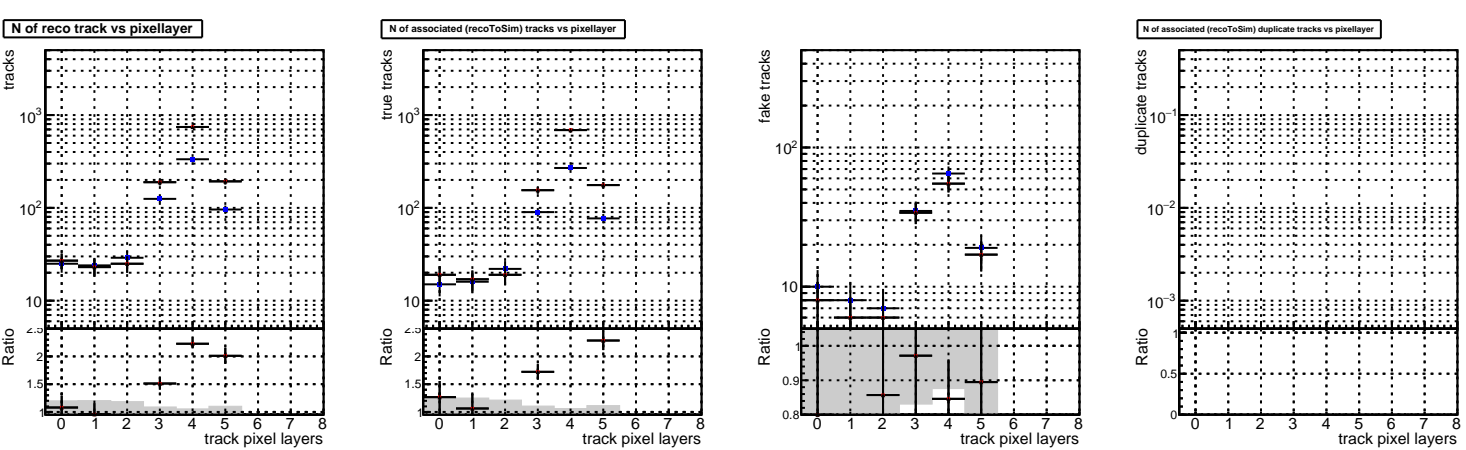 N of reco track vs pixellayer
tracks
10³
10²
10
Ratio
2.5
2
1.5
1
0 1 2 3 4 5 6 7 8
track pixel layers
N of associated (recoToSim) tracks vs pixellayer
true tracks
10³
10²
10
Ratio
2.5
2
1.5
1
0 1 2 3 4 5 6 7 8
track pixel layers
fake tracks
10²
10
Ratio
1
0.9
0.8
0 1 2 3 4 5 6 7 8
track pixel layers
N of associated (recoToSim) duplicate tracks vs pixellayer
duplicate tracks
10⁻¹
10⁻²
10⁻³
Ratio
1
0.5
0
0 1 2 3 4 5 6 7 8
track pixel layers